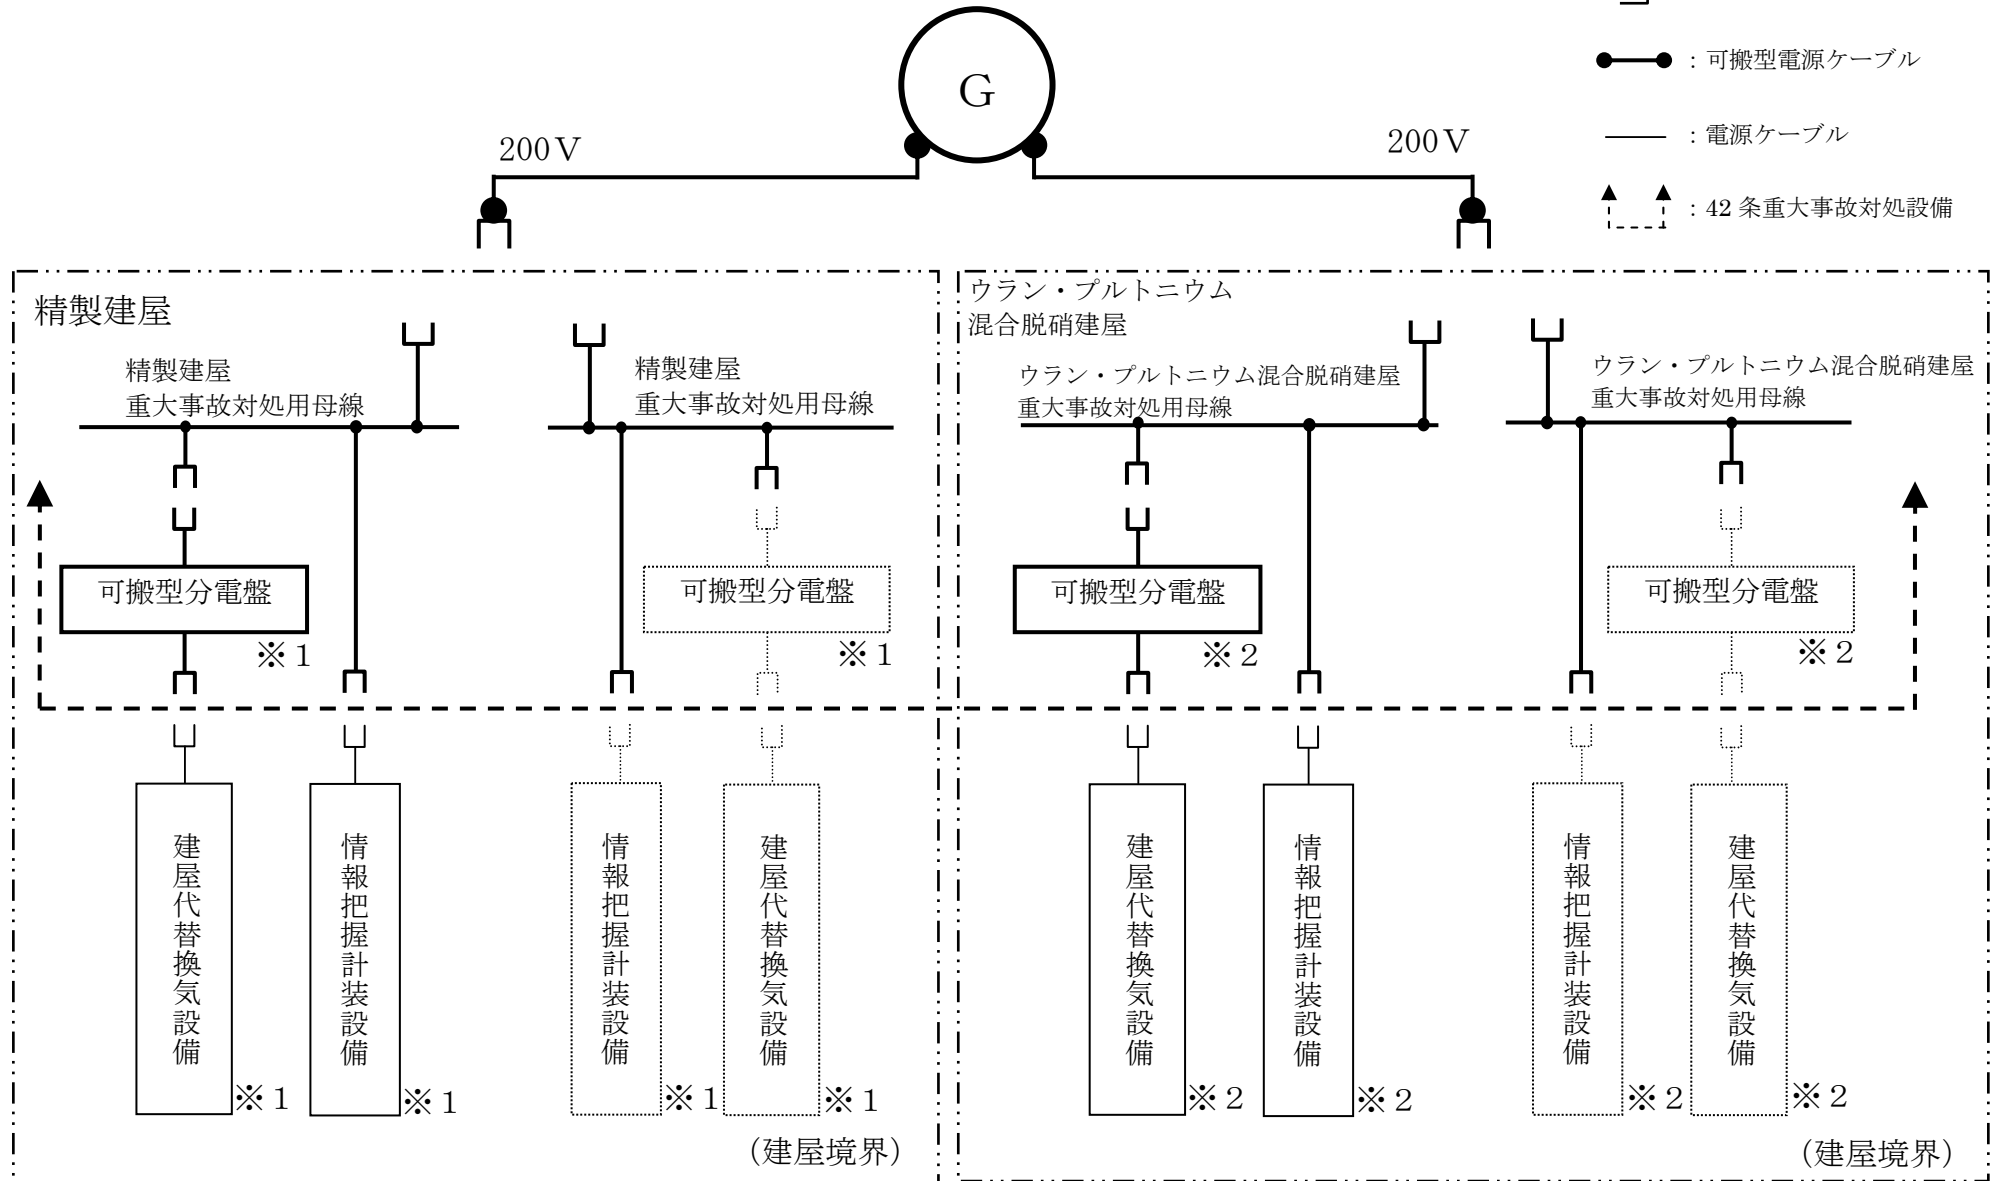 G
200V
200V
：可搬型電源ケーブル
：電源ケーブル
：42 条重大事故対処設備
精製建屋
精製建屋
重大事故対処用母線
精製建屋
重大事故対処用母線
可搬型分電盤
※1
可搬型分電盤
※1
建屋代替換気設備
※1
情報把握計装設備
※1
情報把握計装設備
※1
建屋代替換気設備
※1
（建屋境界）
ウラン・プルトニウム
混合脱硝建屋
ウラン・プルトニウム混合脱硝建屋
重大事故対処用母線
ウラン・プルトニウム混合脱硝建屋
重大事故対処用母線
可搬型分電盤
※2
可搬型分電盤
※2
建屋代替換気設備
※2
情報把握計装設備
※2
情報把握計装設備
※2
建屋代替換気設備
※2
（建屋境界）